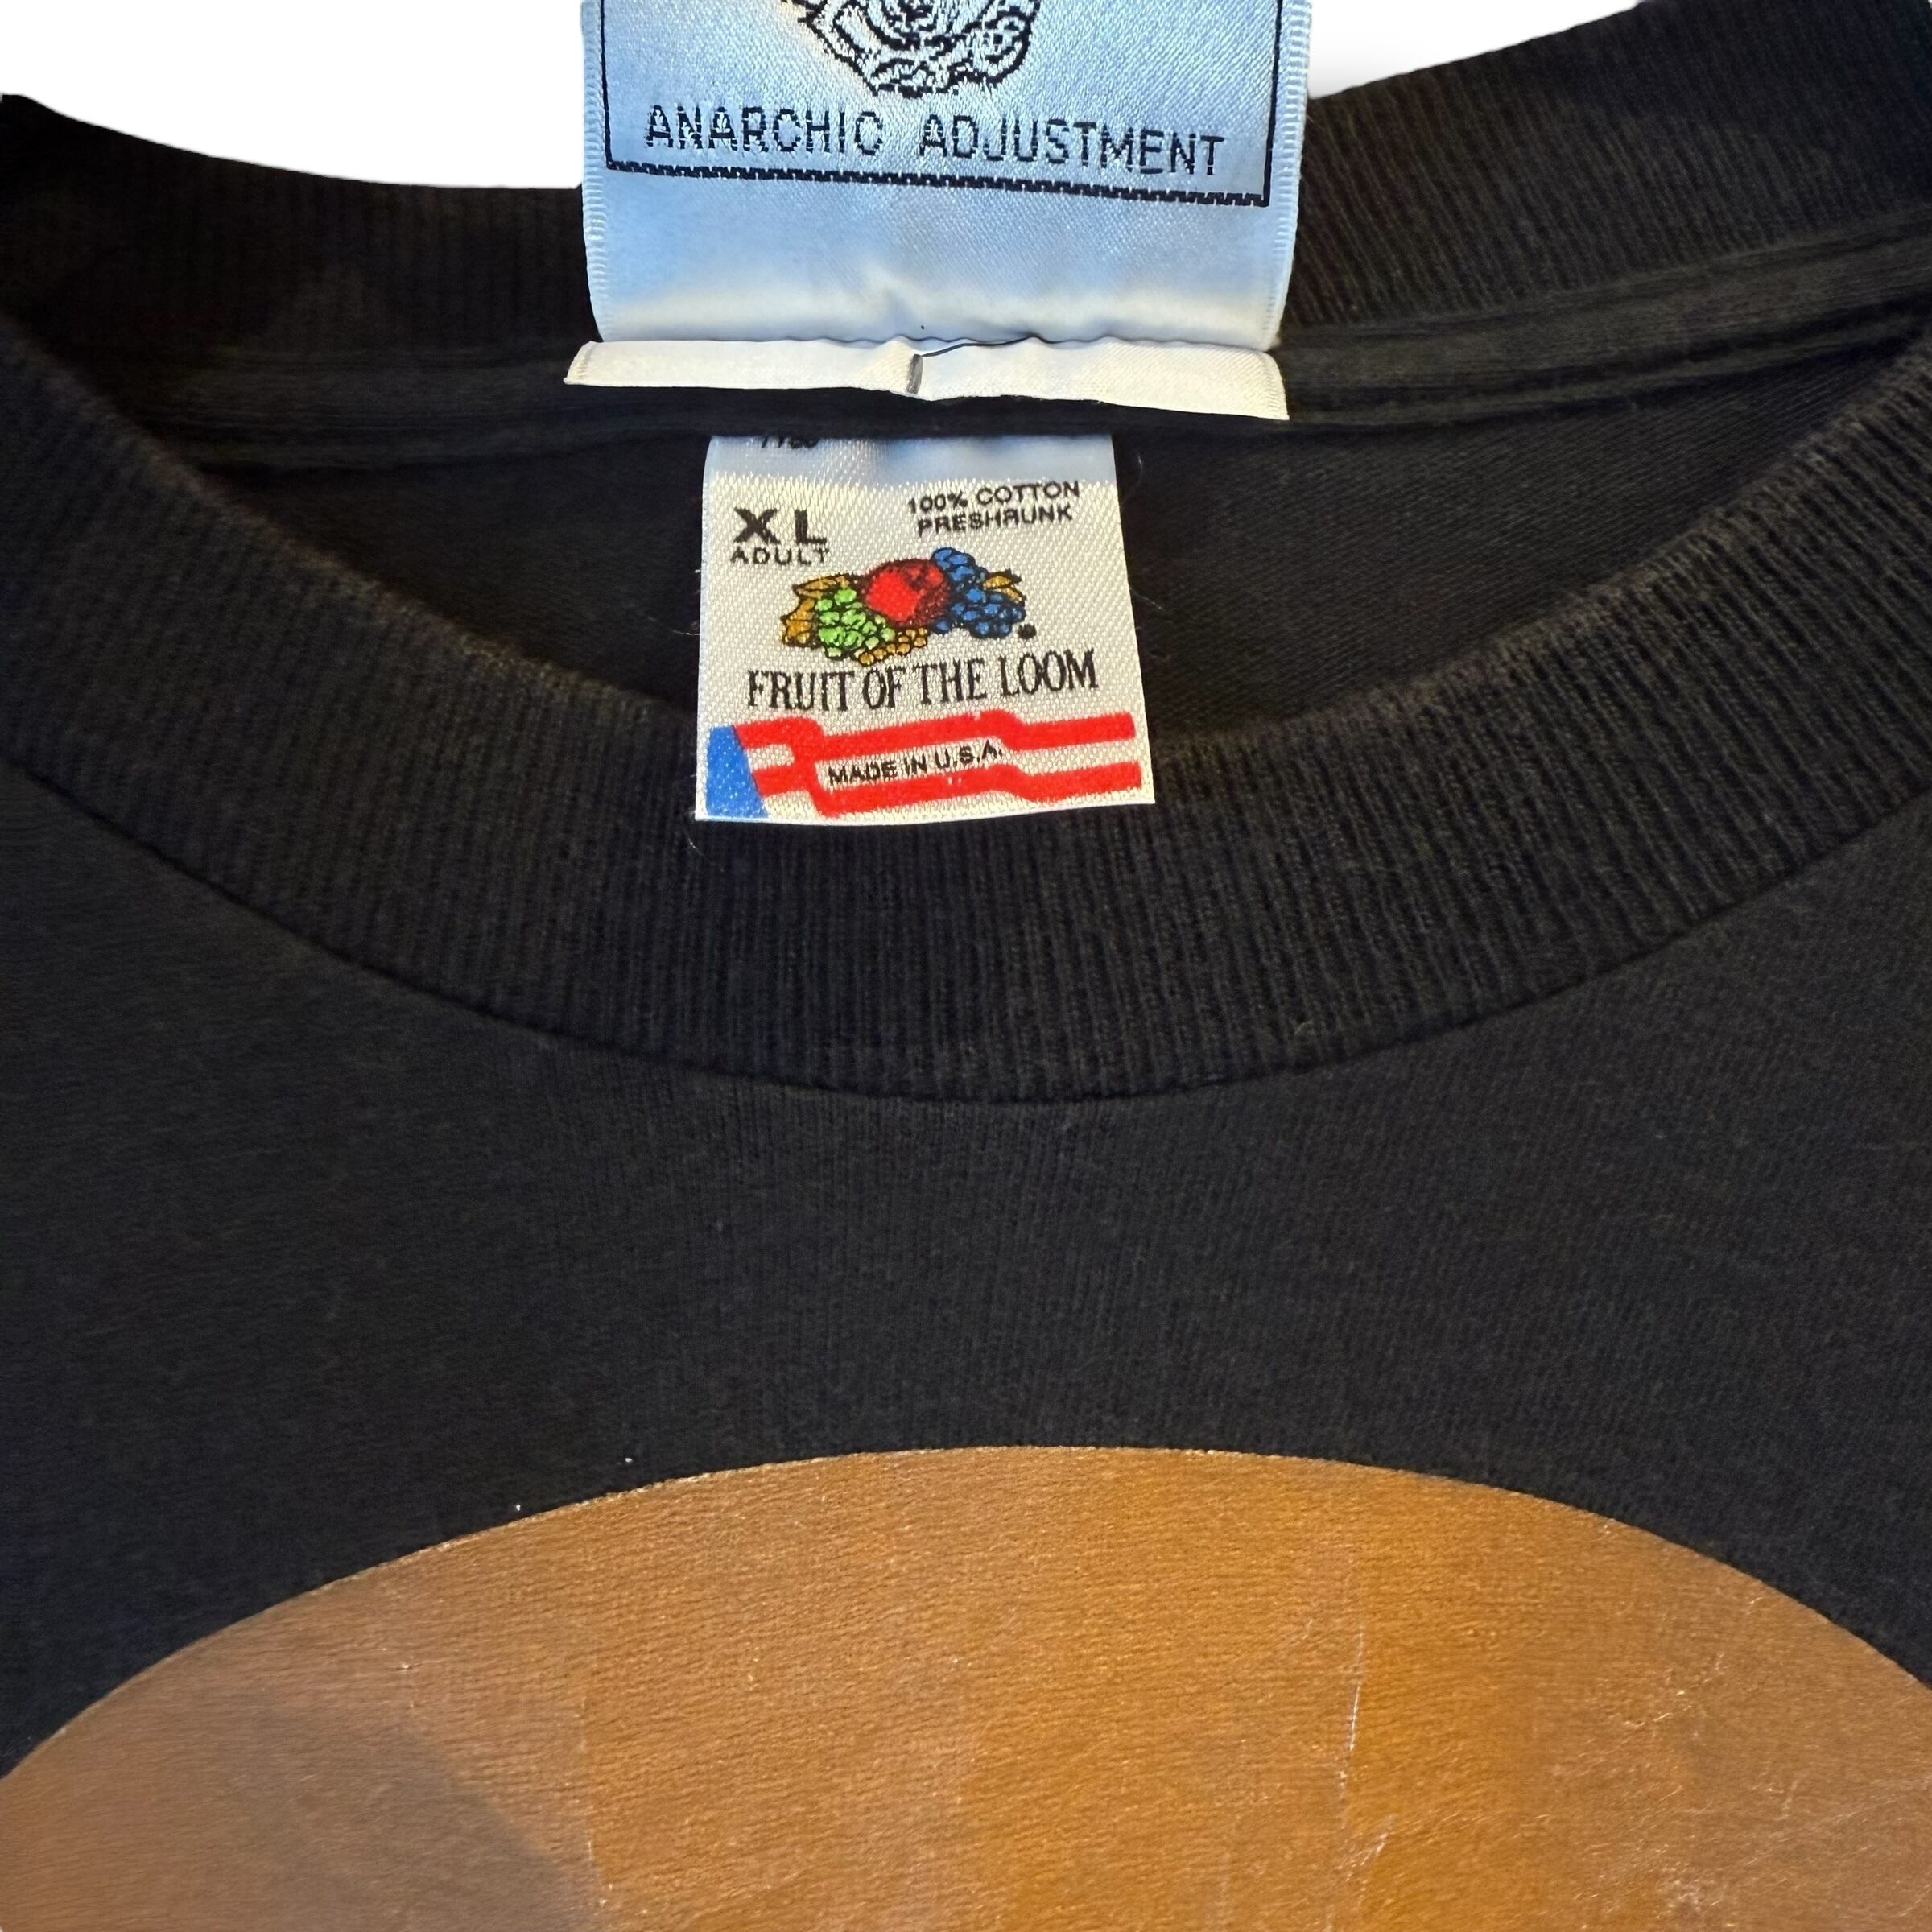 ANARCHIC ADJUSTMENT
XL
ADULT
100% COTTON
PRESHRUNK
FRUIT OF THE LOOM
MADE IN U.S.A.